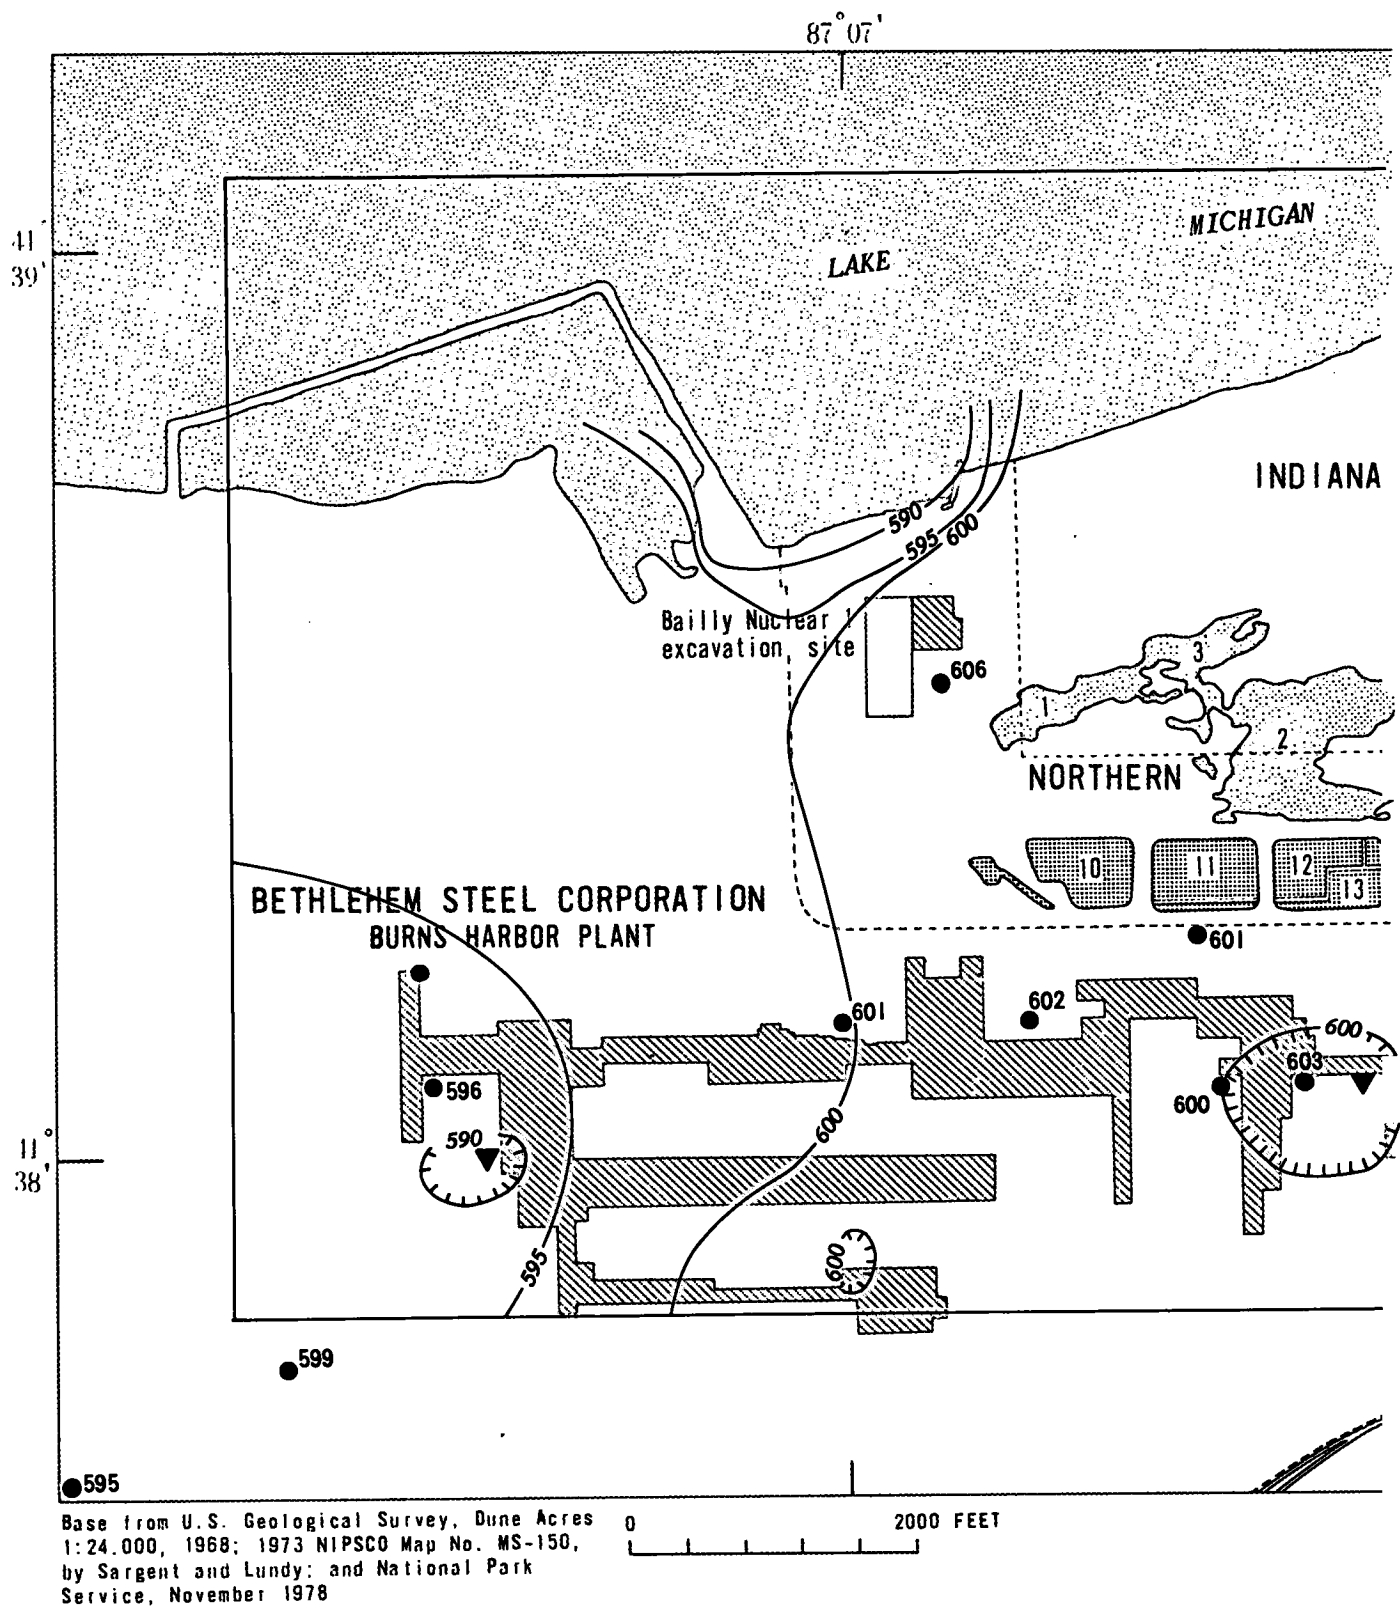 87°07'
41
39'
MICHIGAN
LAKE
INDIANA
590
595
600
Bailly Nuclear 1
excavation site
606
3
1
2
NORTHERN
10
11
12
13
BETHLEHEM STEEL CORPORATION
BURNS HARBOR PLANT
601
601
602
600
603
596
600
600
590
11°
38'
595
600
599
595
Base from U.S. Geological Survey, Dune Acres
1:24.000, 1968; 1973 NIPSCO Map No. MS-150,
by Sargent and Lundy; and National Park
Service, November 1978
0 2000 FEET